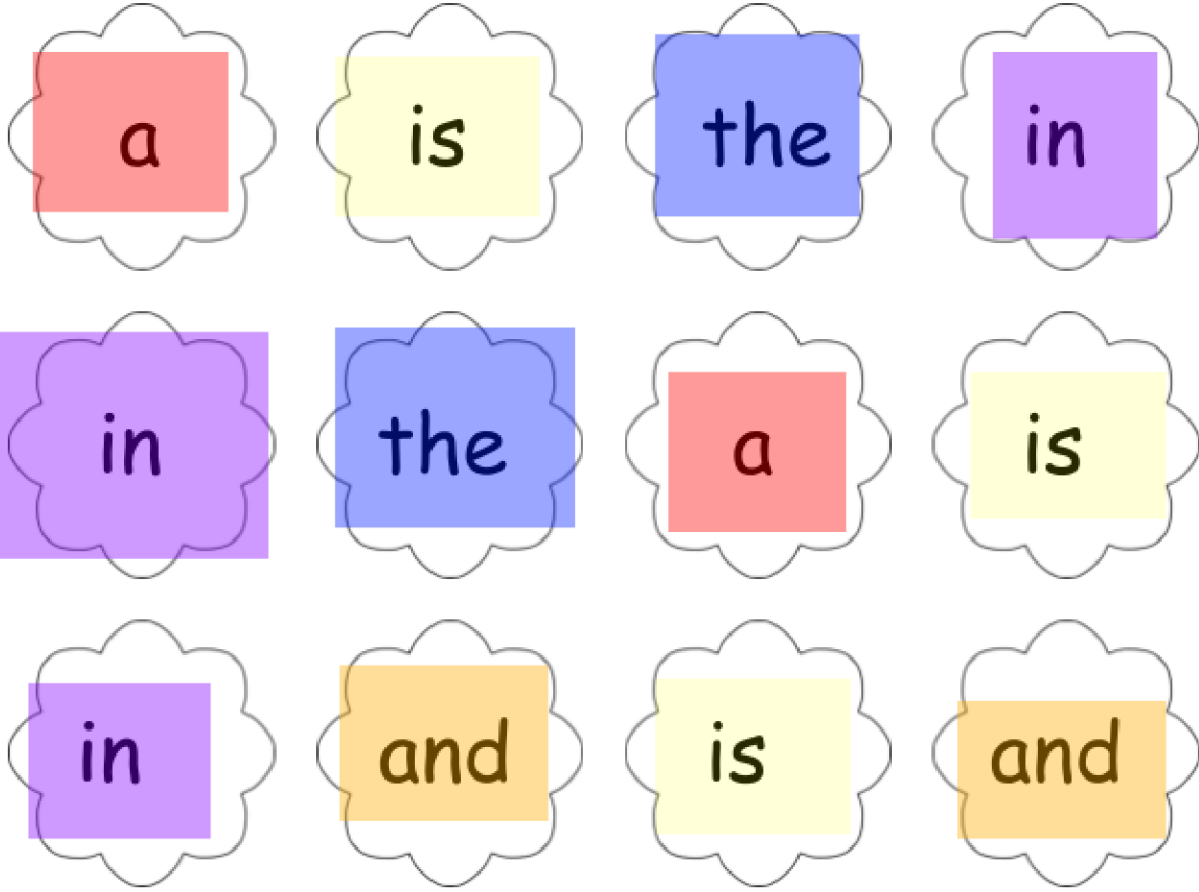 a is the in
in the a is
in and is and